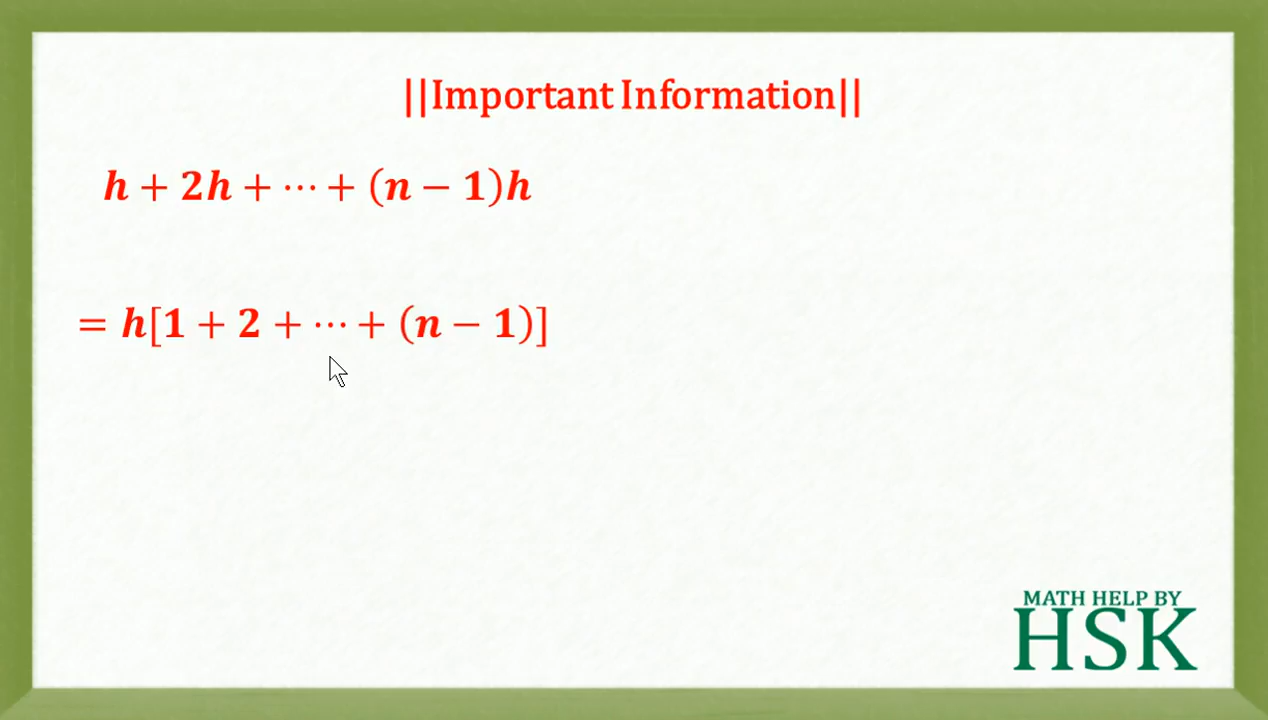 ||Important Information||
h + 2h + ⋯ + (n − 1)h
= h[1 + 2 + ⋯ + (n − 1)]
MATH HELP BY
HSK